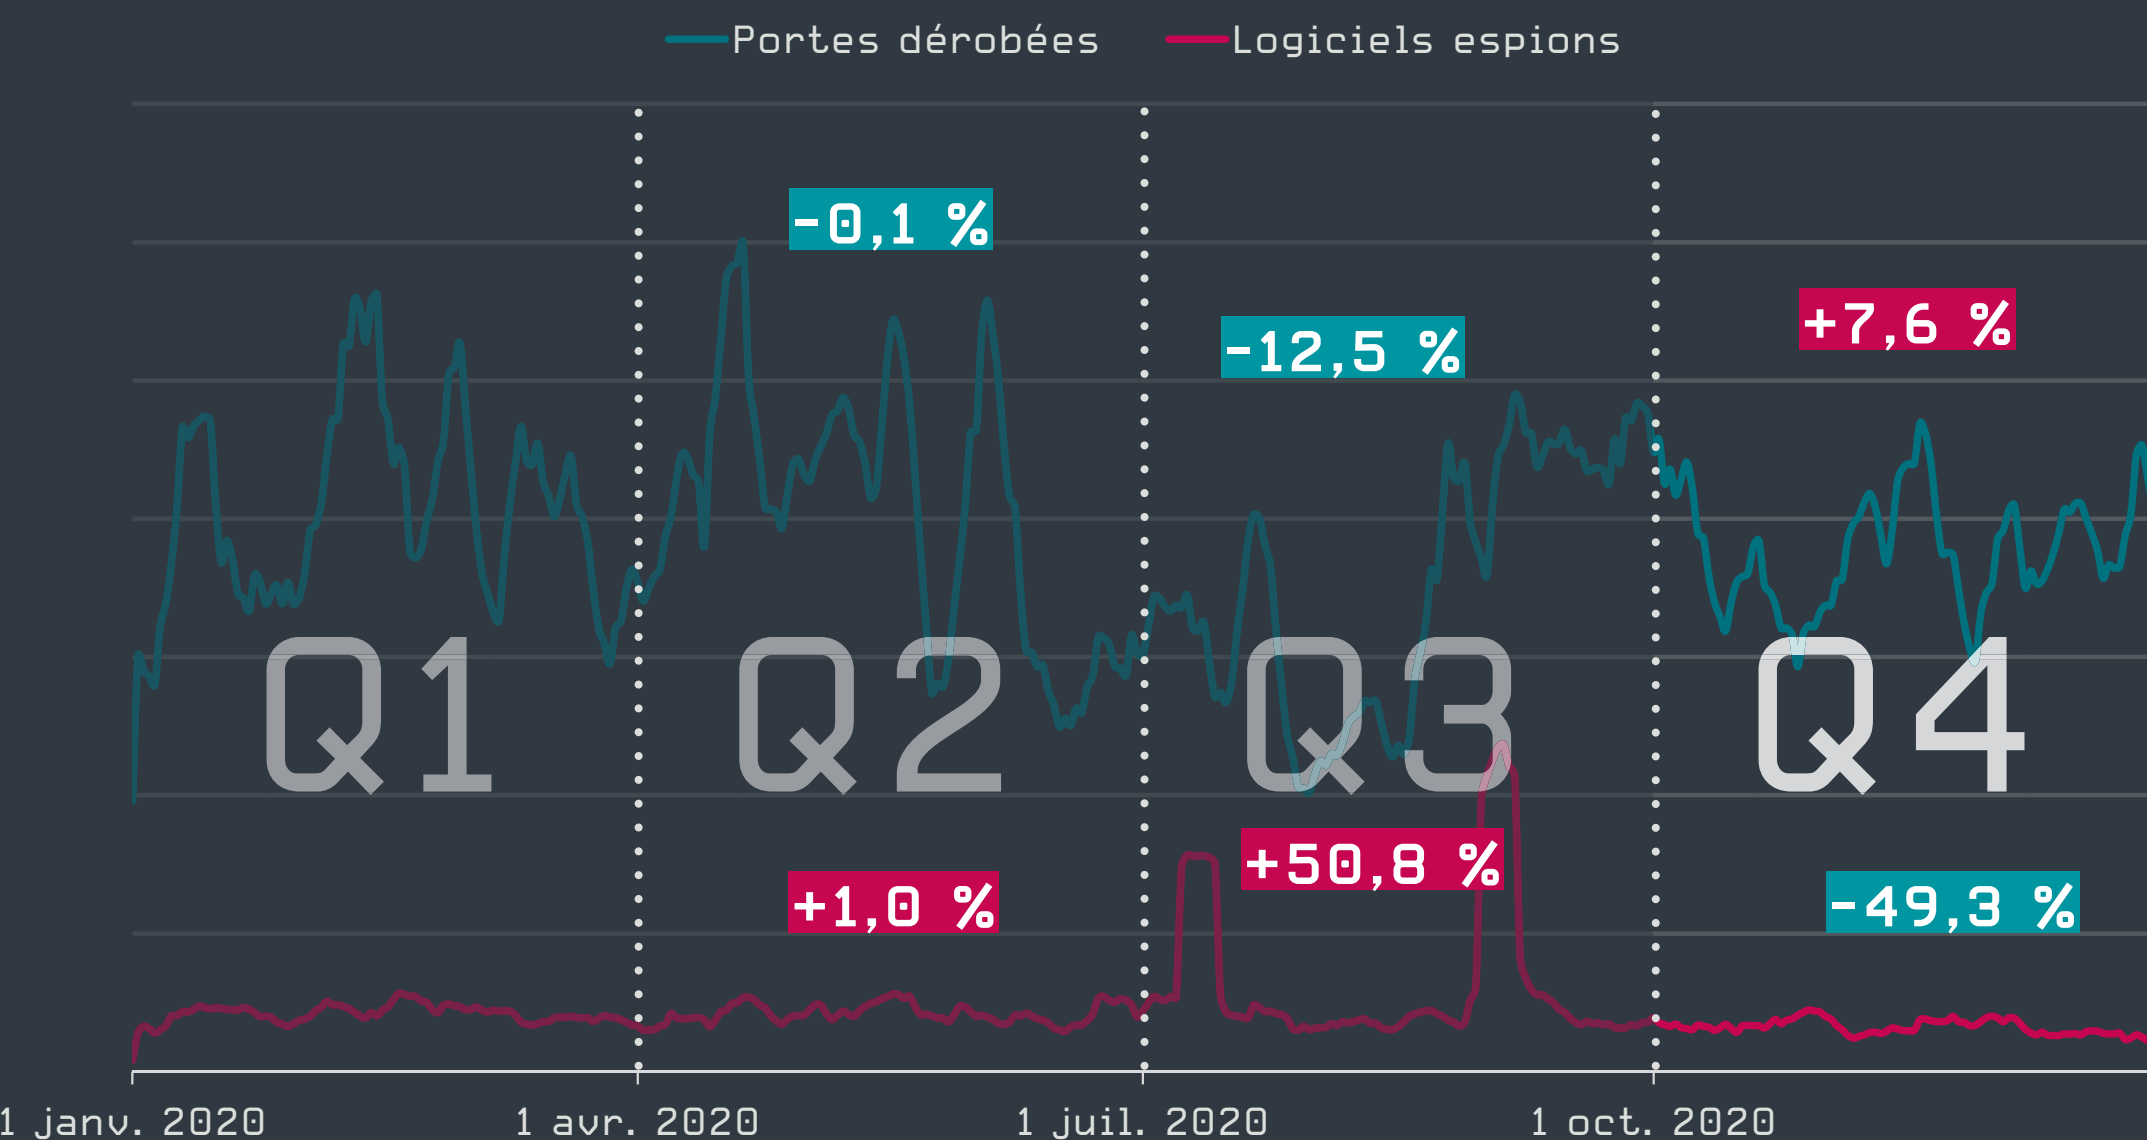 Portes dérobées Logiciels espions
-0,1 %
+7,6 %
-12,5 %
Q1 Q2 Q3 Q4
+50,8 %
+1,0 %
-49,3 %
1 janv. 2020 1 avr. 2020 1 juil. 2020 1 oct. 2020